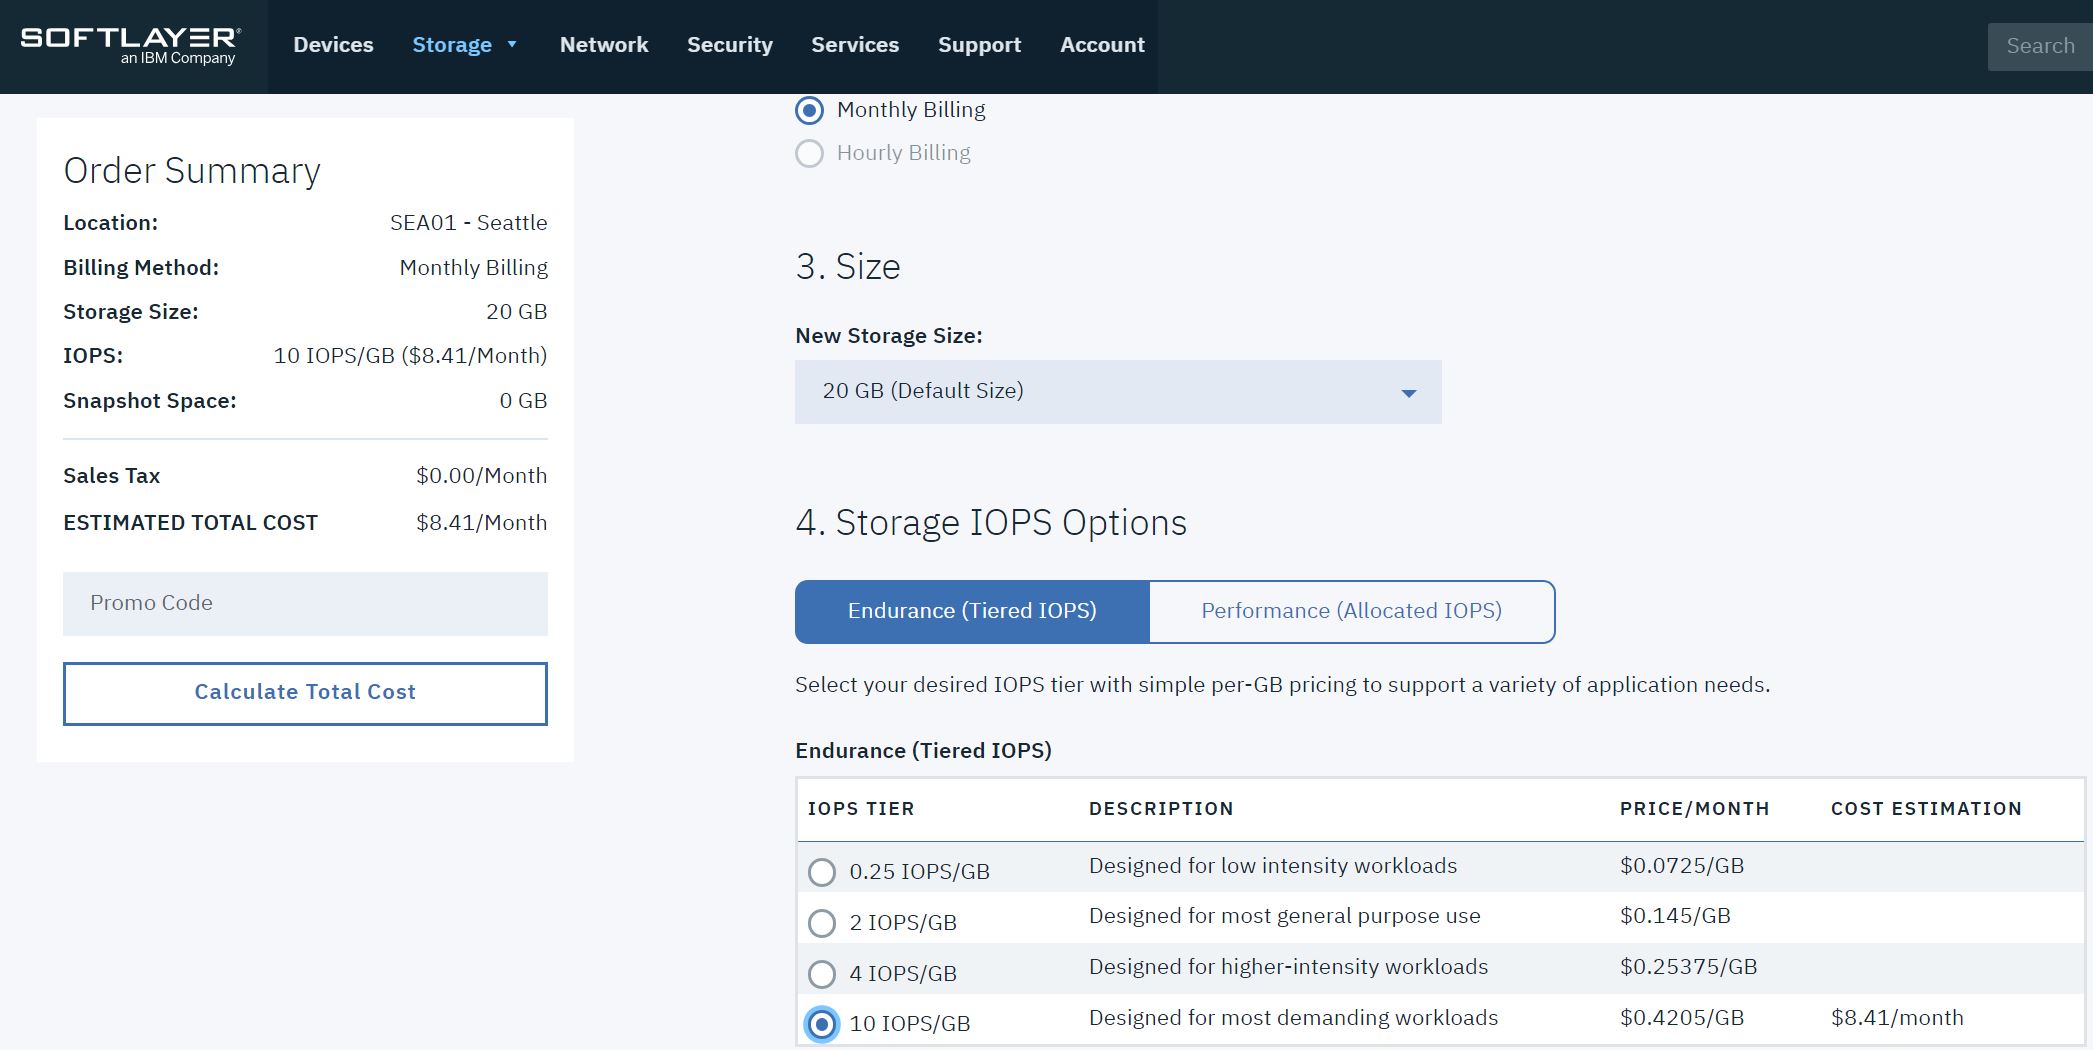 SOFTLAYER®
an IBM Company
Devices Storage Network Security Services Support Account Search
Order Summary
Location: SEA01 - Seattle
Billing Method: Monthly Billing
Storage Size: 20 GB
IOPS: 10 IOPS/GB ($8.41/Month)
Snapshot Space: 0 GB
Sales Tax $0.00/Month
ESTIMATED TOTAL COST $8.41/Month
Promo Code
Calculate Total Cost
Monthly Billing
Hourly Billing
3. Size
New Storage Size:
20 GB (Default Size)
4. Storage IOPS Options
Endurance (Tiered IOPS) Performance (Allocated IOPS)
Select your desired IOPS tier with simple per-GB pricing to support a variety of application needs.
Endurance (Tiered IOPS)
IOPS TIER DESCRIPTION PRICE/MONTH COST ESTIMATION
0.25 IOPS/GB Designed for low intensity workloads $0.0725/GB
2 IOPS/GB Designed for most general purpose use $0.145/GB
4 IOPS/GB Designed for higher-intensity workloads $0.25375/GB
10 IOPS/GB Designed for most demanding workloads $0.4205/GB $8.41/month